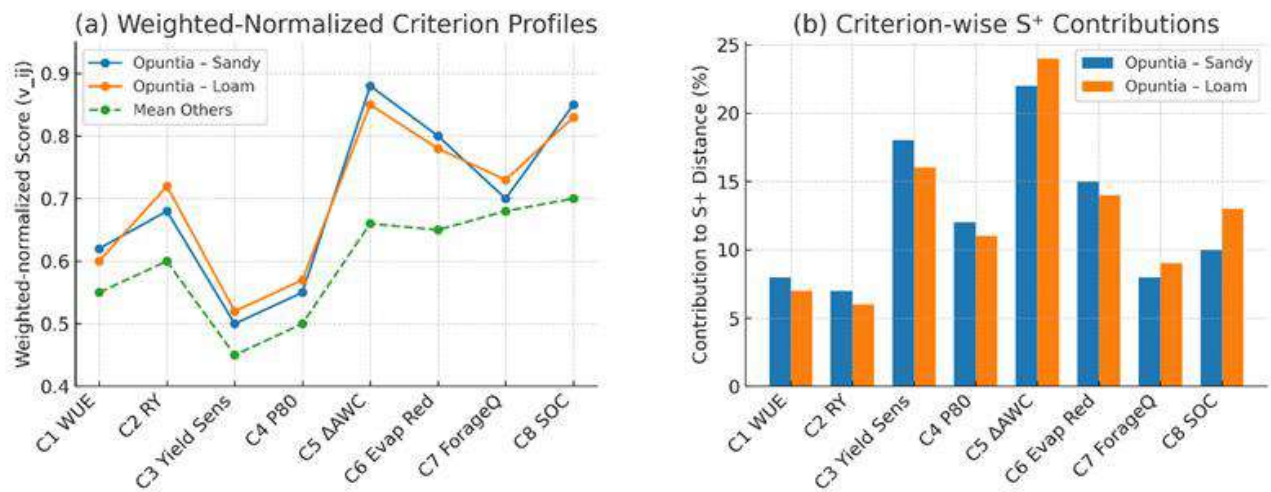 (a) Weighted-Normalized Criterion Profiles
Weighted-normalized Score (v_ij)
0.9
0.8
0.7
0.6
0.5
0.4
Opuntia – Sandy
Opuntia – Loam
Mean Others
C1 WUE
C2 RY
C3 Yield Sens
C4 P80
C5 ΔAWC
C6 Evap Red
C7 ForageQ
C8 SOC
(b) Criterion-wise S⁺ Contributions
Contribution to S+ Distance (%)
25
20
15
10
5
0
Opuntia – Sandy
Opuntia – Loam
C1 WUE
C2 RY
C3 Yield Sens
C4 P80
C5 ΔAWC
C6 Evap Red
C7 ForageQ
C8 SOC